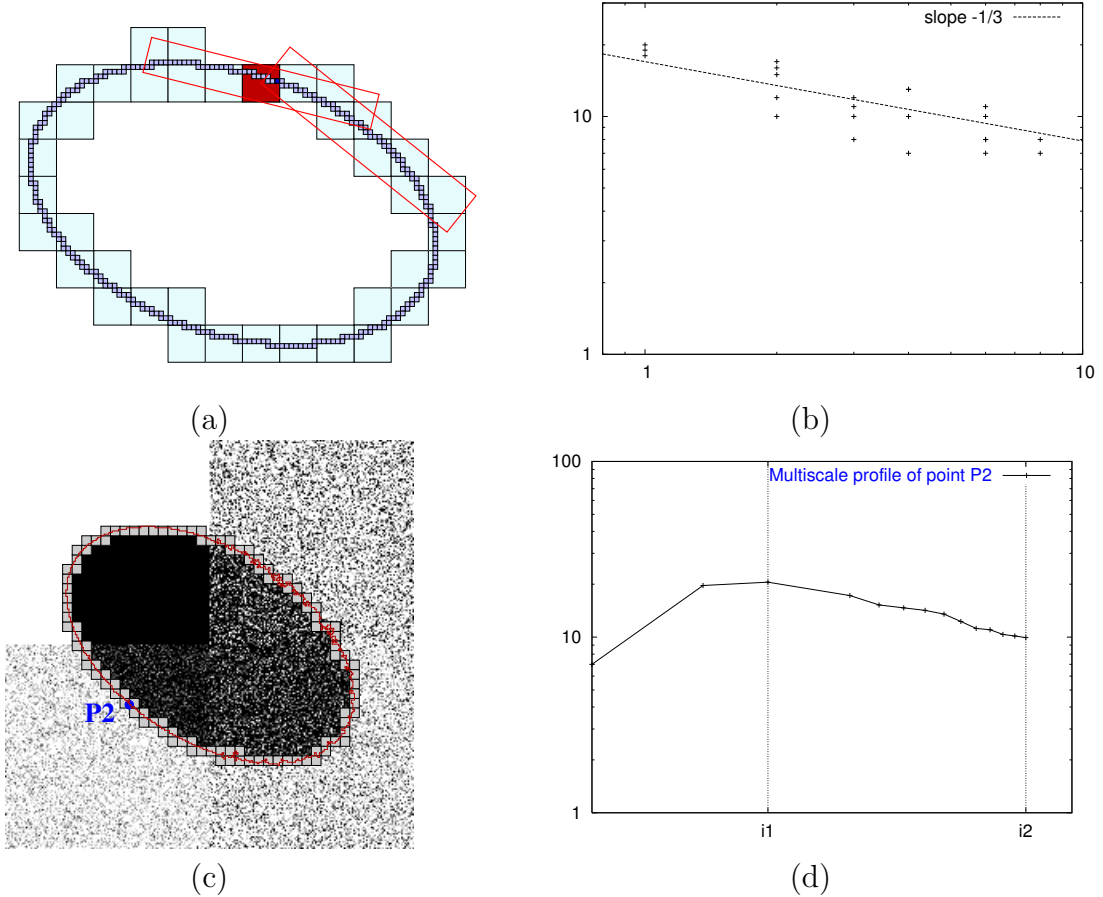 (a)
slope -1/3
10
1
1
10
(b)
P2
(c)
Multiscale profile of point P2
100
10
1
i1
i2
(d)